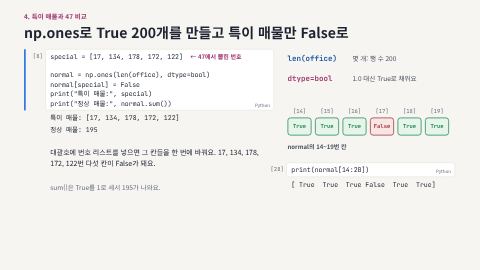 4. 특이 매물과 47 비교
np.ones로 True 200개를 만들고 특이 매물만 False로
[8]
special = [17, 134, 178, 172, 122]
← 47에서 뽑힌 번호
normal = np.ones(len(office), dtype=bool)
normal[special] = False
print("특이 매물:", special)
print("정상 매물:", normal.sum())
Python
특이 매물: [17, 134, 178, 172, 122]
정상 매물: 195
대괄호에 번호 리스트를 넣으면 그 칸들을 한 번에 바꿔요. 17, 134, 178,
172, 122번 다섯 칸이 False가 돼요.
sum()은 True를 1로 세서 195가 나와요.
len(office) 몇 개: 행 수 200
dtype=bool 1.0 대신 True로 채워요
[14] [15] [16] [17] [18] [19]
True True True False True True
normal의 14~19번 칸
[28]
print(normal[14:20])
Python
[ True True True False True True]